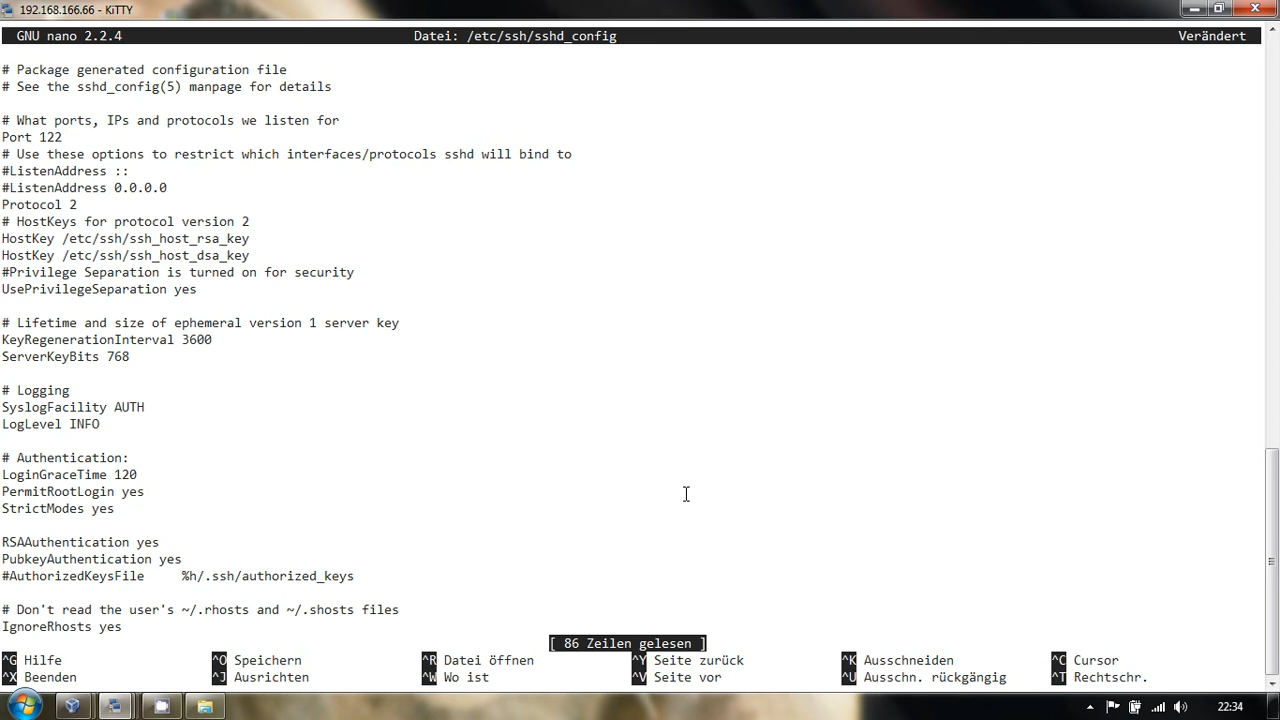 192.168.166.66 - KiTTY
GNU nano 2.2.4 Datei: /etc/ssh/sshd_config Verändert
# Package generated configuration file
# See the sshd_config(5) manpage for details
# What ports, IPs and protocols we listen for
Port 122
# Use these options to restrict which interfaces/protocols sshd will bind to
#ListenAddress ::
#ListenAddress 0.0.0.0
Protocol 2
# HostKeys for protocol version 2
HostKey /etc/ssh/ssh_host_rsa_key
HostKey /etc/ssh/ssh_host_dsa_key
#Privilege Separation is turned on for security
UsePrivilegeSeparation yes
# Lifetime and size of ephemeral version 1 server key
KeyRegenerationInterval 3600
ServerKeyBits 768
# Logging
SyslogFacility AUTH
LogLevel INFO
# Authentication:
LoginGraceTime 120
PermitRootLogin yes
StrictModes yes
RSAAuthentication yes
PubkeyAuthentication yes
#AuthorizedKeysFile     %h/.ssh/authorized_keys
# Don't read the user's ~/.rhosts and ~/.shosts files
IgnoreRhosts yes
[ 86 Zeilen gelesen ]
^G Hilfe ^O Speichern ^R Datei öffnen ^Y Seite zurück ^K Ausschneiden ^C Cursor
^X Beenden ^J Ausrichten ^W Wo ist ^V Seite vor ^U Ausschn. rückgängig ^T Rechtschr.
22:34